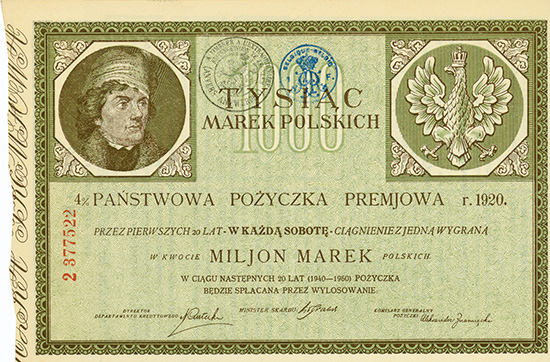 TYSIĄC
MAREK POLSKICH
1000
4% PAŃSTWOWA POŻYCZKA PREMJOWA r. 1920.
PRZEZ PIERWSZYCH 20 LAT - W KAŻDĄ SOBOTĘ - CIĄGNIENIE Z JEDNĄ WYGRANĄ
W KWOCIE MILJON MAREK POLSKICH.
W CIĄGU NASTĘPNYCH 20 LAT (1940—1960) POŻYCZKA
BĘDZIE SPŁACANA PRZEZ WYLOSOWANIE.
2 377522
DYREKTOR
DEPARTAMENTU KREDYTOWEGO
MINISTER SKARBU
KOMISARZ GENERALNY
POŻYCZKI